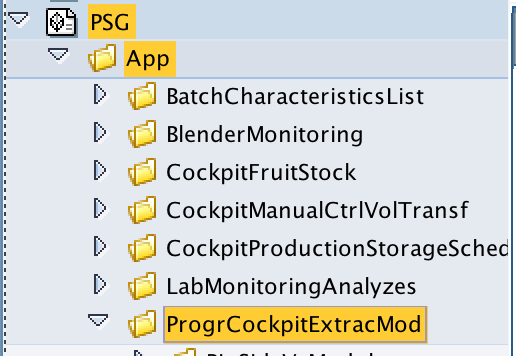 PSG
App
BatchCharacteristicsList
BlenderMonitoring
CockpitFruitStock
CockpitManualCtrlVolTransf
CockpitProductionStorageSched
LabMonitoringAnalyzes
ProgrCockpitExtracMod